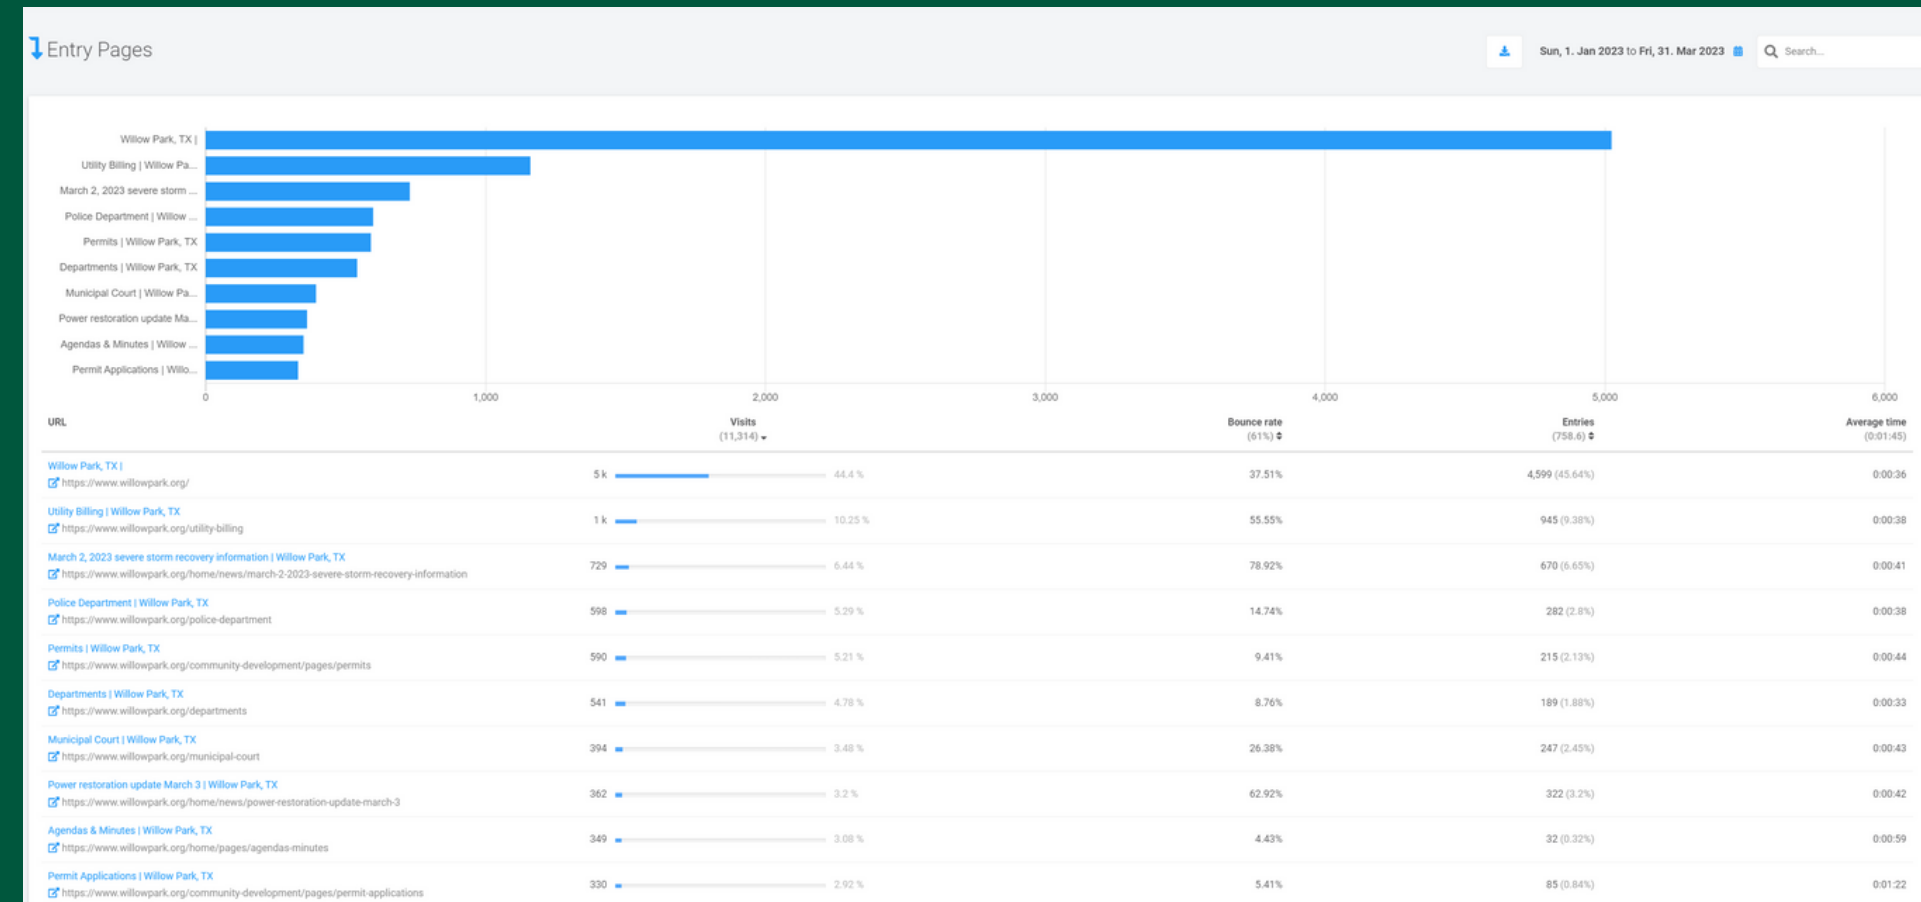 Entry Pages
Sun, 1. Jan 2023 to Fri, 31. Mar 2023
Search...
Willow Park, TX |
Utility Billing | Willow Pa...
March 2, 2023 severe storm ...
Police Department | Willow ...
Permits | Willow Park, TX
Departments | Willow Park, TX
Municipal Court | Willow Pa...
Power restoration update Ma...
Agendas & Minutes | Willow ...
Permit Applications | Willo...
0 1,000 2,000 3,000 4,000 5,000 6,000
URL Visits Bounce rate Entries Average time
(11,314) (61%) (758.6) (0:01:45)
Willow Park, TX |
https://www.willowpark.org/
5 k 44.4 % 37.51% 4,599 (45.64%) 0:00:36
Utility Billing | Willow Park, TX
https://www.willowpark.org/utility-billing
1 k 10.25 % 55.55% 945 (9.38%) 0:00:38
March 2, 2023 severe storm recovery information | Willow Park, TX
https://www.willowpark.org/home/news/march-2-2023-severe-storm-recovery-information
729 6.44 % 78.92% 670 (6.65%) 0:00:41
Police Department | Willow Park, TX
https://www.willowpark.org/police-department
598 5.29 % 14.74% 282 (2.8%) 0:00:38
Permits | Willow Park, TX
https://www.willowpark.org/community-development/pages/permits
590 5.21 % 9.41% 215 (2.13%) 0:00:44
Departments | Willow Park, TX
https://www.willowpark.org/departments
541 4.78 % 8.76% 189 (1.88%) 0:00:33
Municipal Court | Willow Park, TX
https://www.willowpark.org/municipal-court
394 3.48 % 26.38% 247 (2.45%) 0:00:43
Power restoration update March 3 | Willow Park, TX
https://www.willowpark.org/home/news/power-restoration-update-march-3
362 3.2 % 62.92% 322 (3.2%) 0:00:42
Agendas & Minutes | Willow Park, TX
https://www.willowpark.org/home/pages/agendas-minutes
349 3.08 % 4.43% 32 (0.32%) 0:00:59
Permit Applications | Willow Park, TX
https://www.willowpark.org/community-development/pages/permit-applications
330 2.92 % 5.41% 85 (0.84%) 0:01:22